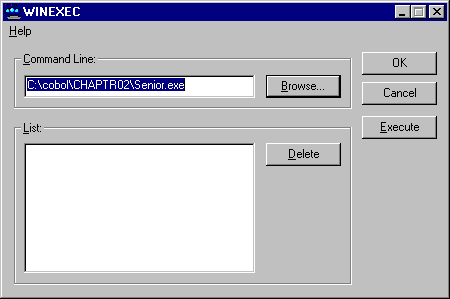 WINEXEC
Help
Command Line:
C:\cobol\CHAPTR02\Senior.exe
Browse...
OK
Cancel
Execute
List:
Delete